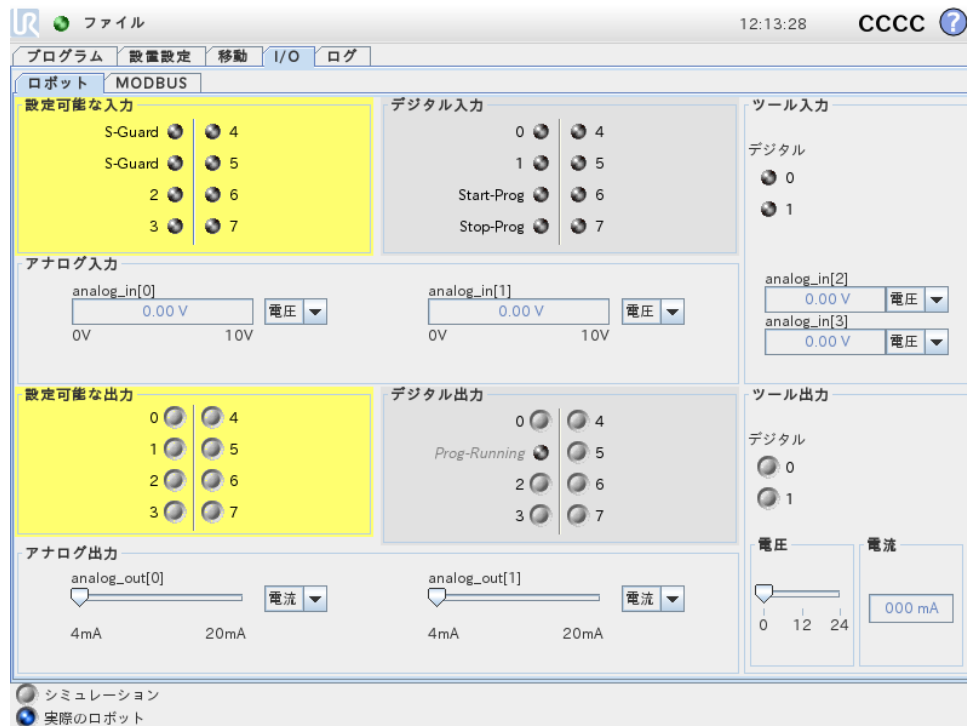 UR ファイル 12:13:28 CCCC ?
プログラム 設置設定 移動 I/O ログ
ロボット MODBUS
設定可能な入力
S-Guard 4
S-Guard 5
2 6
3 7
デジタル入力
0 4
1 5
Start-Prog 6
Stop-Prog 7
ツール入力
デジタル
0
1
analog_in[2]
0.00 V 電圧
analog_in[3]
0.00 V 電圧
アナログ入力
analog_in[0]
0.00 V 電圧
0V 10V
analog_in[1]
0.00 V 電圧
0V 10V
設定可能な出力
0 4
1 5
2 6
3 7
デジタル出力
0 4
Prog-Running 5
2 6
3 7
ツール出力
デジタル
0
1
電圧
0 12 24
電流
000 mA
アナログ出力
analog_out[0]
電流
4mA 20mA
analog_out[1]
電流
4mA 20mA
シミュレーション
実際のロボット